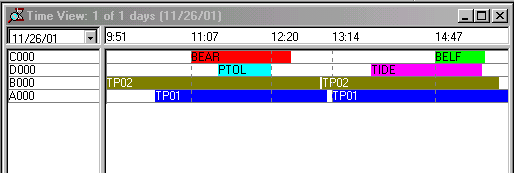 Time View: 1 of 1 days (11/26/01)
11/26/01 9:51 11:07 12:20 13:14 14:47
C000 BEAR BELF
D000 PTOL TIDE
B000 TP02 TP02
A000 TP01 TP01